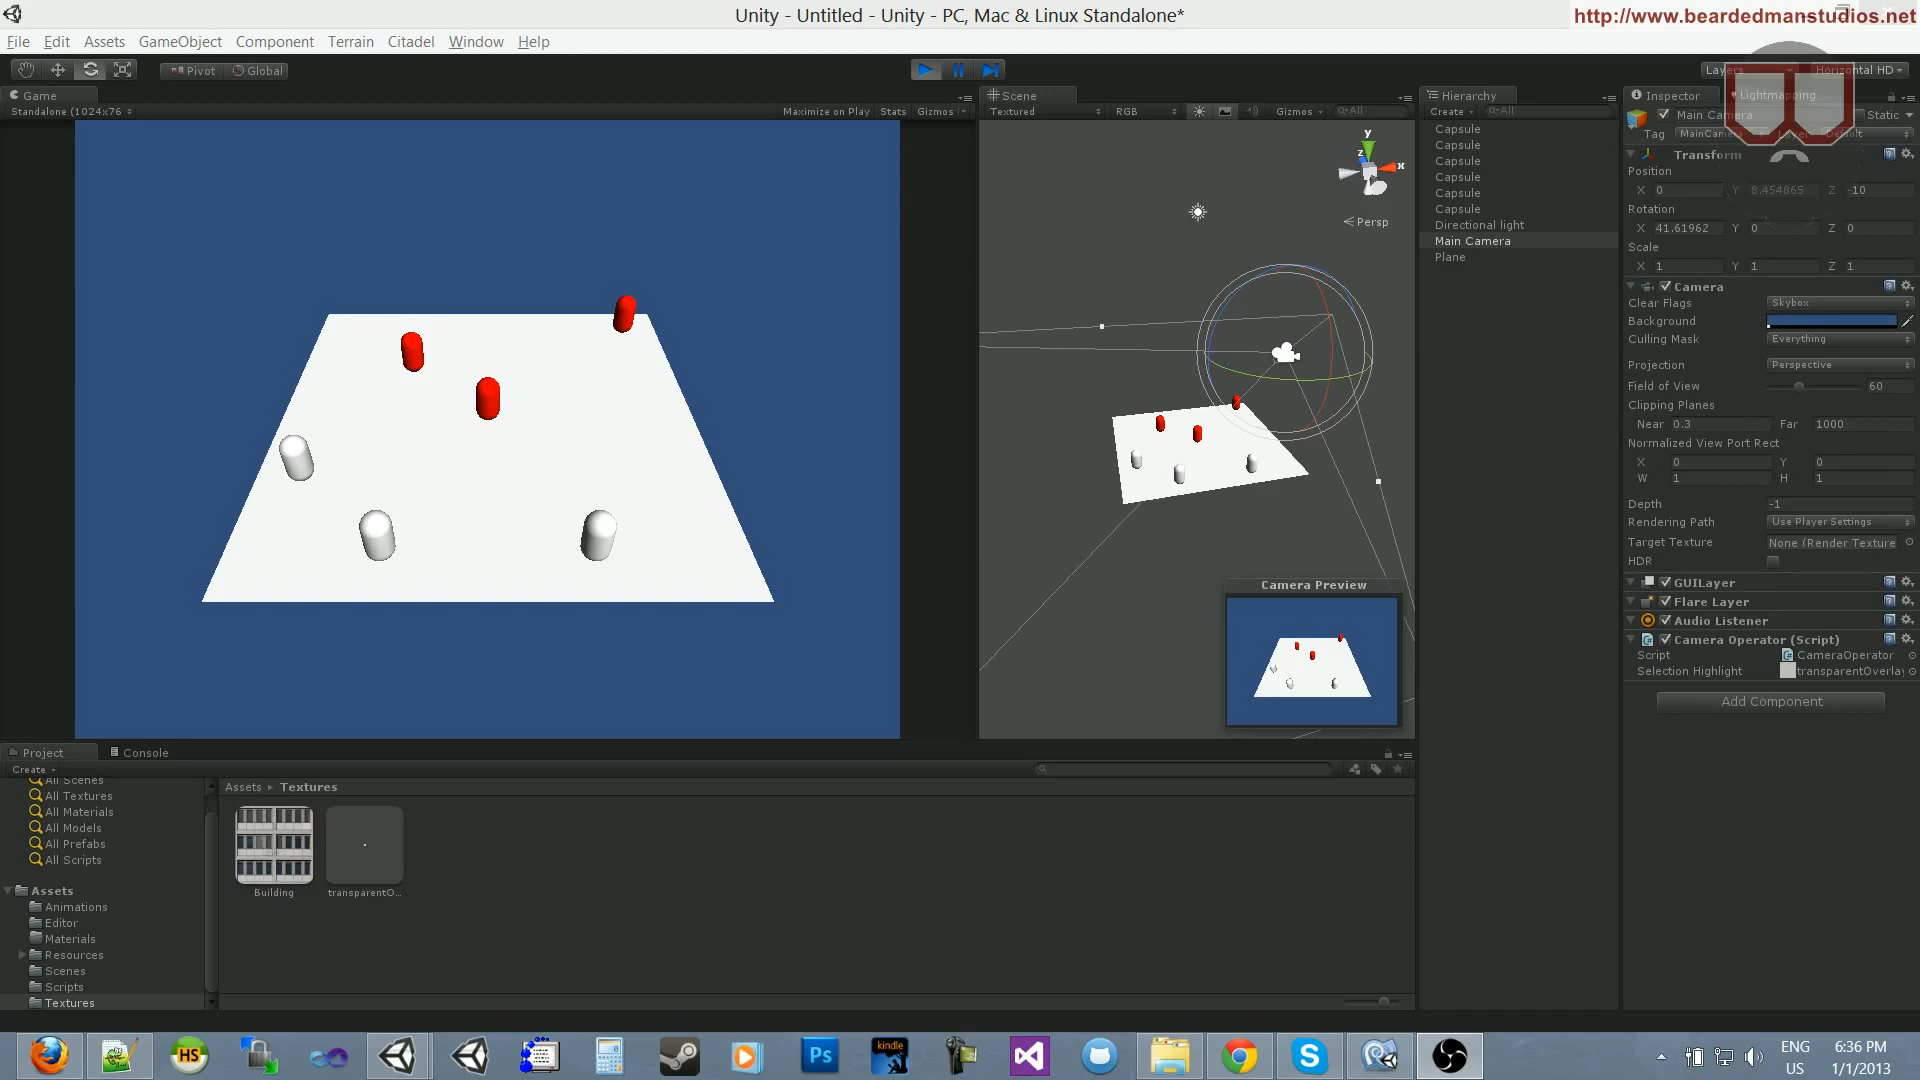 Unity - Untitled - Unity - PC, Mac & Linux Standalone*
http://www.beardedmanstudios.net
File Edit Assets GameObject Component Terrain Citadel Window Help
Pivot Global
Layers
Horizontal HD
Game
Standalone (1024x76
Maximize on Play Stats Gizmos
Scene
Textured RGB Gizmos All
y
z
x
Persp
Camera Preview
Hierarchy
Create All
Capsule
Capsule
Capsule
Capsule
Capsule
Capsule
Directional light
Main Camera
Plane
Inspector Lightmapping
Main Camera Static
Tag MainCamera Layer Default
Transform
Position
X 0 Y 8.454865 Z -10
Rotation
X 41.61962 Y 0 Z 0
Scale
X 1 Y 1 Z 1
Camera
Clear Flags Skybox
Background
Culling Mask Everything
Projection Perspective
Field of View 60
Clipping Planes
Near 0.3 Far 1000
Normalized View Port Rect
X 0 Y 0
W 1 H 1
Depth -1
Rendering Path Use Player Settings
Target Texture None (Render Texture
HDR
GUILayer
Flare Layer
Audio Listener
Camera Operator (Script)
Script CameraOperator
Selection Highlight transparentOverla
Add Component
Project Console
Create
All Scenes
All Textures
All Materials
All Models
All Prefabs
All Scripts
Assets
Animations
Editor
Materials
Resources
Scenes
Scripts
Textures
Assets Textures
Building
transparentO...
HS
Ps
kindle
S
ENG
US
6:36 PM
1/1/2013